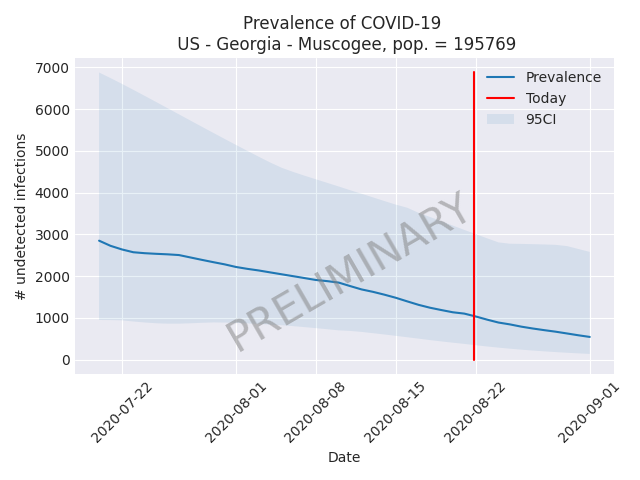 Prevalence of COVID-19
US - Georgia - Muscogee, pop. = 195769
7000
6000
5000
4000
3000
2000
1000
0
# undetected infections
Prevalence
Today
95CI
PRELIMINARY
2020-07-22
2020-08-01
2020-08-08
2020-08-15
2020-08-22
2020-09-01
Date